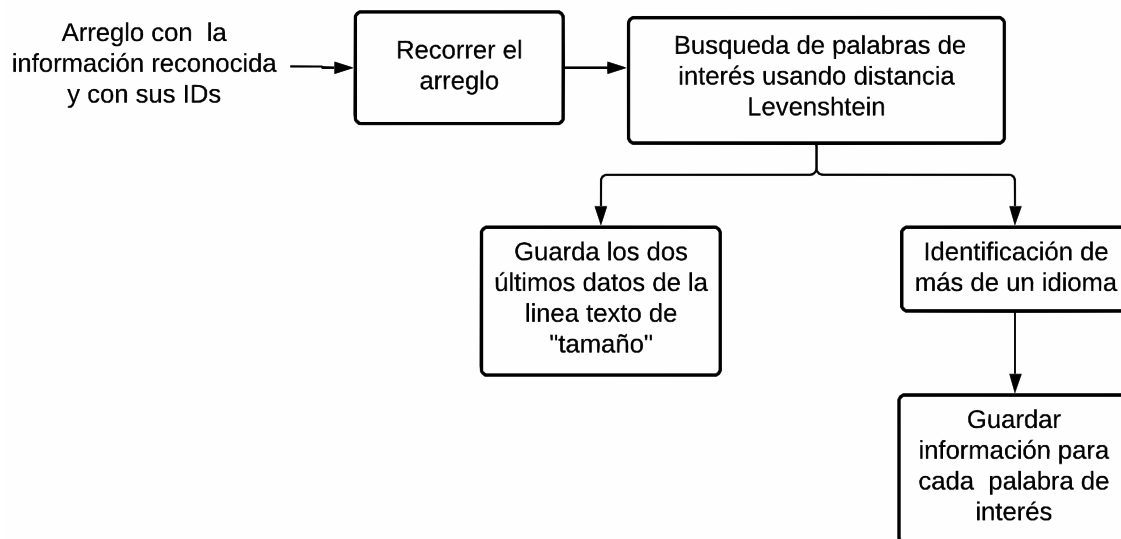 Arreglo con la
información reconocida
y con sus IDs
Recorrer el
arreglo
Busqueda de palabras de
interés usando distancia
Levenshtein
Guarda los dos
últimos datos de la
linea texto de
"tamaño"
Identificación de
más de un idioma
Guardar
información para
cada palabra de
interés